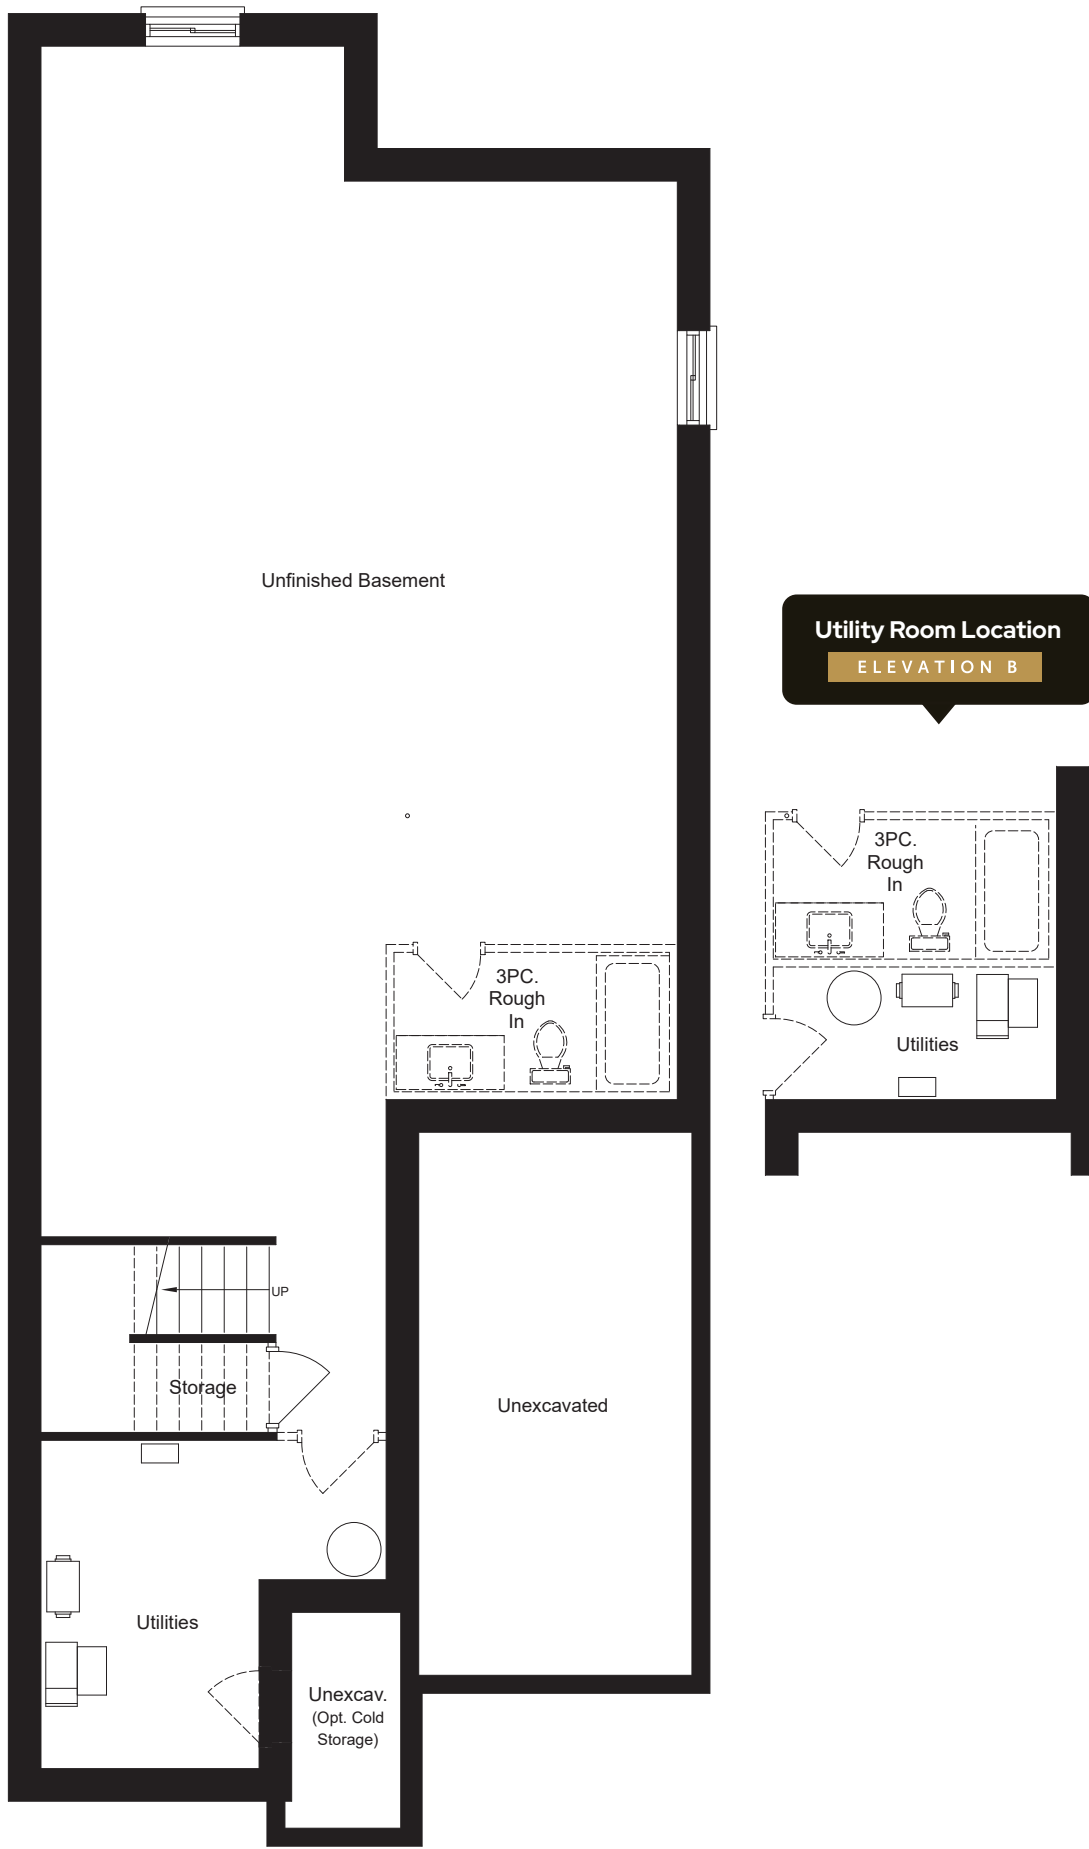 Unfinished Basement
Utility Room Location
ELEVATION B
3PC.
Rough
In
Utilities
3PC.
Rough
In
UP
Storage
Unexcavated
Utilities
Unexcav.
(Opt. Cold
Storage)